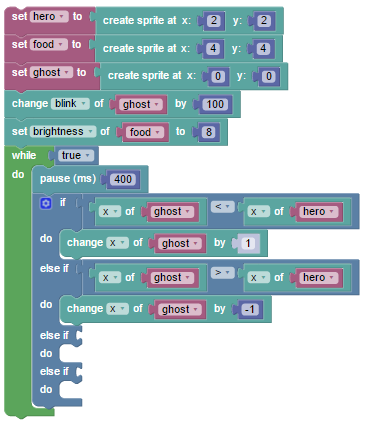 set hero to create sprite at x: 2 y: 2
set food to create sprite at x: 4 y: 4
set ghost to create sprite at x: 0 y: 0
change blink of ghost by 100
set brightness of food to 8
while true
do pause (ms) 400
if x of ghost < x of hero
do change x of ghost by 1
else if x of ghost > x of hero
do change x of ghost by -1
else if
do
else if
do